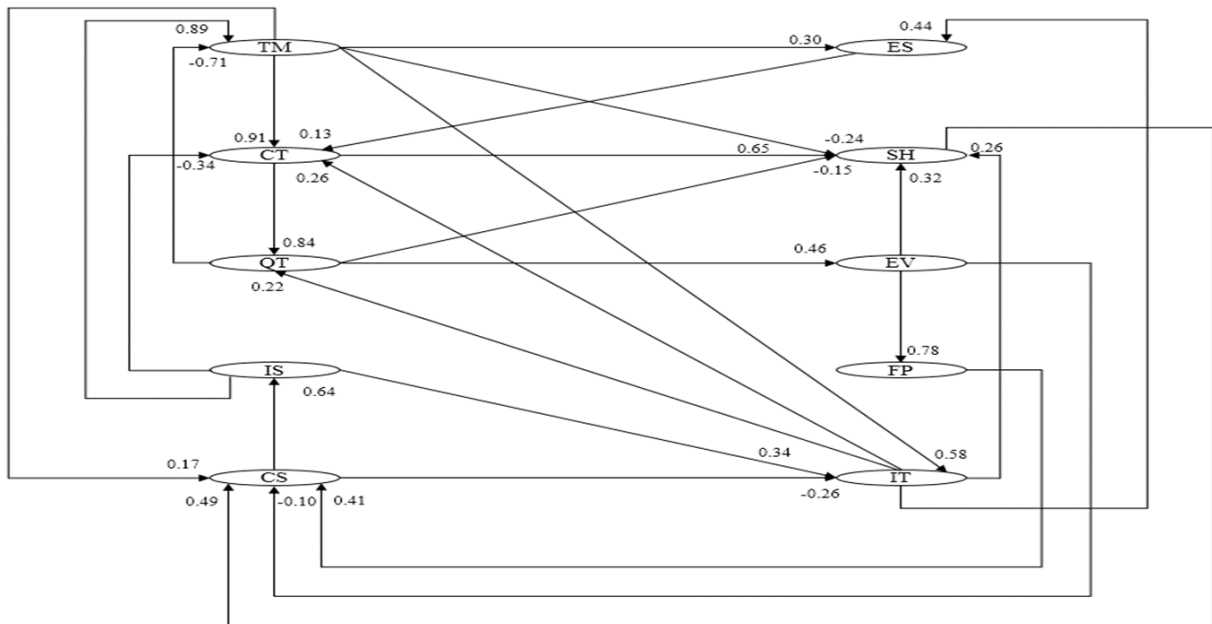 0.89 0.44
TM 0.30 ES
-0.71
0.91 0.13 -0.24
CT 0.65 SH 0.26
-0.34 0.26 -0.15 0.32
0.84 0.46
QT EV
0.22
0.78
IS FP
0.64
0.34 0.58
0.17 CS IT
0.49 -0.10 0.41 -0.26